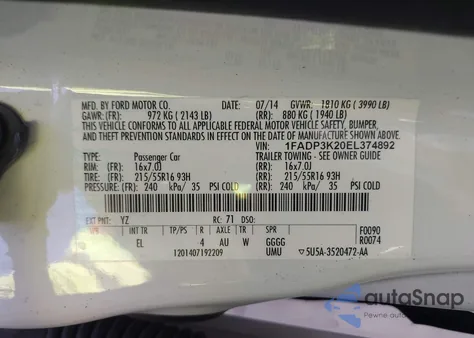 MFD. BY FORD MOTOR CO. DATE: 07/14 GVWR: 1810 KG ( 3990 LB)
GAWR: (FR): 972 KG ( 2143 LB) (RR): 880 KG ( 1940 LB)
THIS VEHICLE CONFORMS TO ALL APPLICABLE FEDERAL MOTOR VEHICLE SAFETY, BUMPER,
AND THEFT PREVENTION STANDARDS IN EFFECT ON THE DATE OF MANUFACTURE SHOWN ABOVE.
VIN: 1FADP3K20EL374892
TYPE: Passenger Car TRAILER TOWING - SEE OWNER GUIDE
RIM: (FR) 16x7.0J (RR): 16x7.0J
TIRE: (FR) 215/55R16 93H (RR): 215/55R16 93H
PRESSURE: (FR) 240 kPa/ 35 PSI COLD (RR) 240 kPa/ 35 PSI COLD
EXT PNT: YZ RC: 71 DSO:
INT TR TP/PS R AXLE TR SPR F0090
EL 4 AU W GGGG R0074
1201407192209 UMU ▽5U5A-3520472-AA
autoSnap